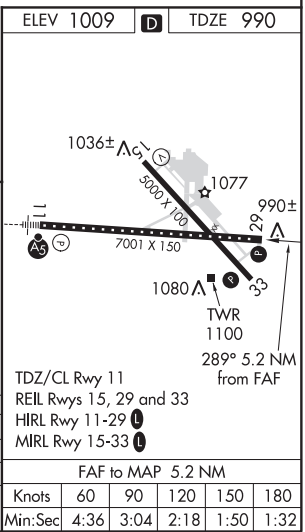 ELEV 1009 D TDZE 990
1036±
15
V
5000 X 100
1077
11
A5
P
7001 X 150
29
990±
P
1080
P
33
TWR
1100
289° 5.2 NM
from FAF
TDZ/CL Rwy 11
REIL Rwys 15, 29 and 33
HIRL Rwy 11-29 L
MIRL Rwy 15-33 L
FAF to MAP 5.2 NM
Knots 60 90 120 150 180
Min:Sec 4:36 3:04 2:18 1:50 1:32